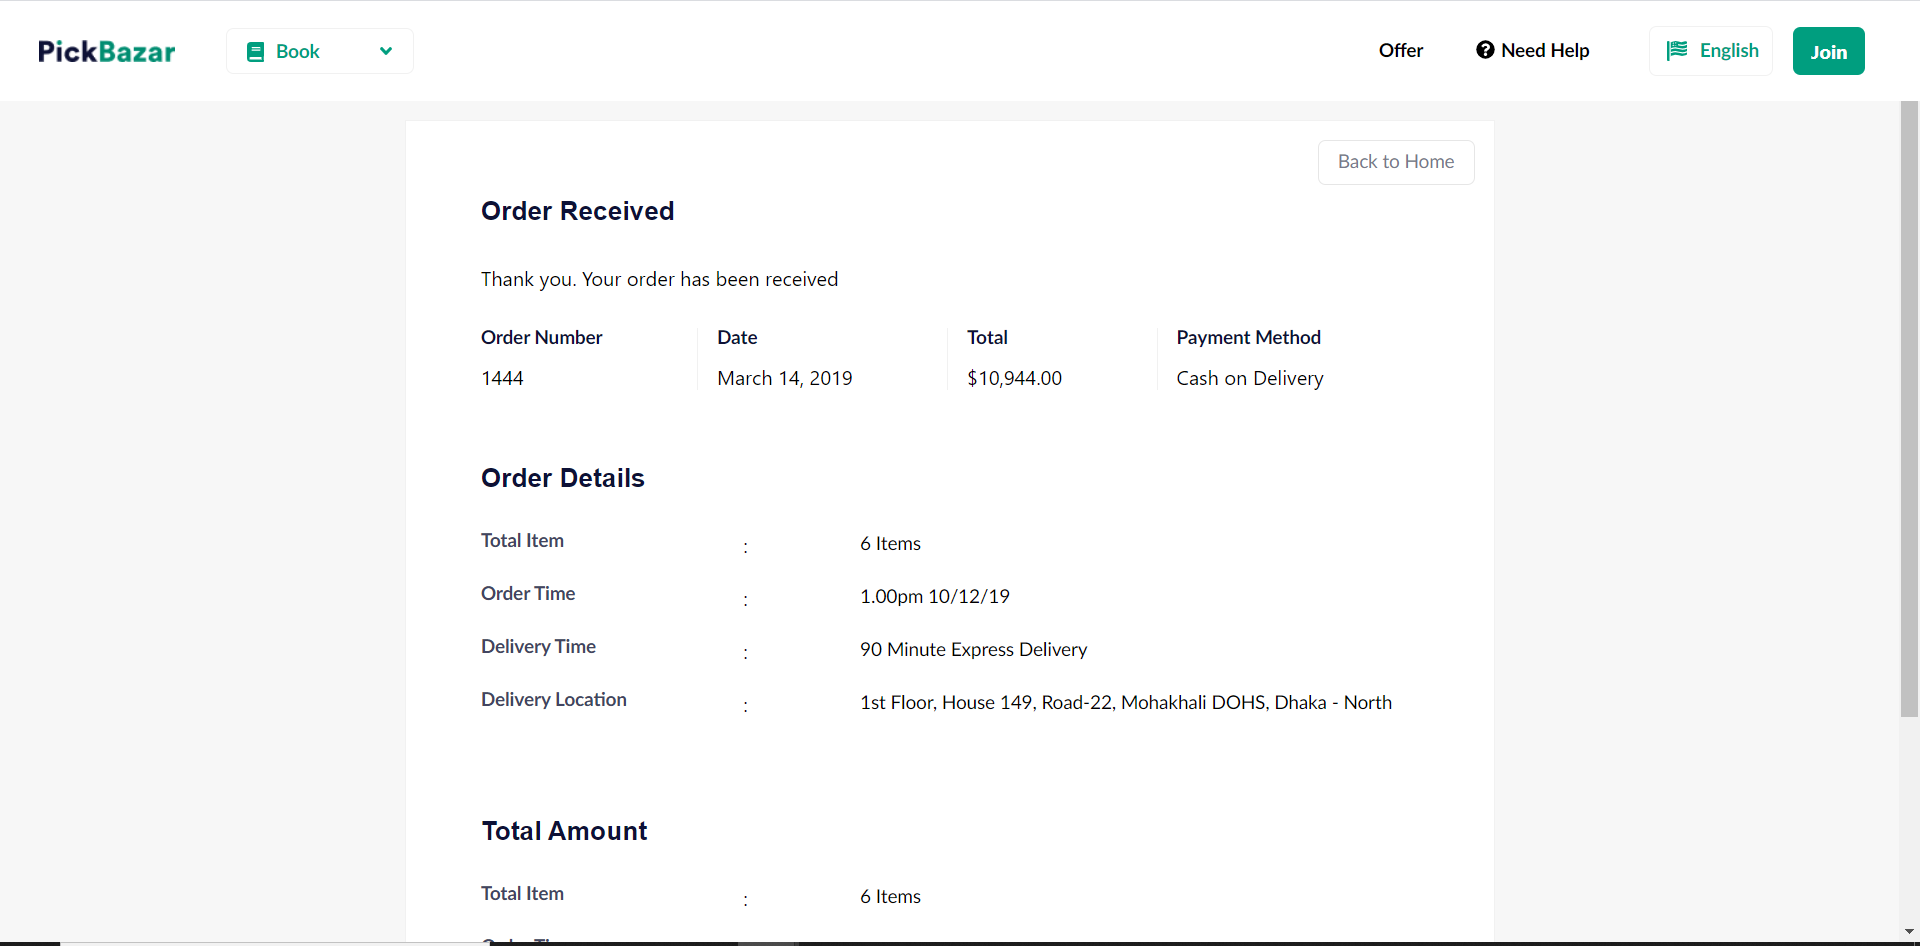 PickBazar Book Offer Need Help English Join
Back to Home
Order Received
Thank you. Your order has been received
Order Number Date Total Payment Method
1444 March 14, 2019 $10,944.00 Cash on Delivery
Order Details
Total Item : 6 Items
Order Time : 1.00pm 10/12/19
Delivery Time : 90 Minute Express Delivery
Delivery Location : 1st Floor, House 149, Road-22, Mohakhali DOHS, Dhaka - North
Total Amount
Total Item : 6 Items